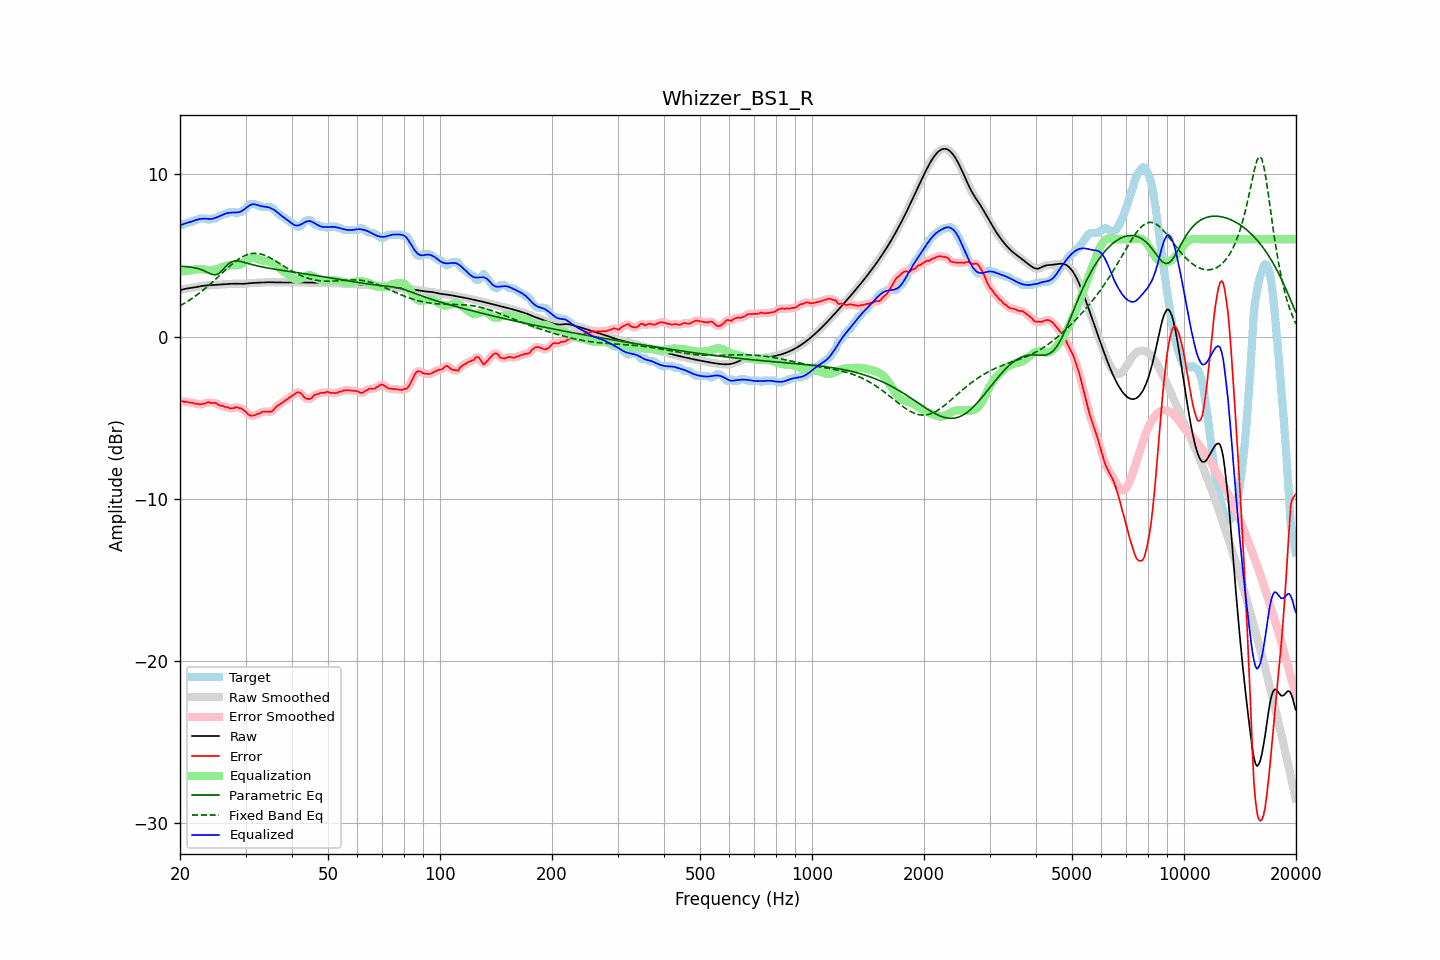 Whizzer_BS1_R
Amplitude (dBr)
10
0
−10
−20
−30
Target
Raw Smoothed
Error Smoothed
Raw
Error
Equalization
Parametric Eq
Fixed Band Eq
Equalized
20 50 100 200 500 1000 2000 5000 10000 20000
Frequency (Hz)